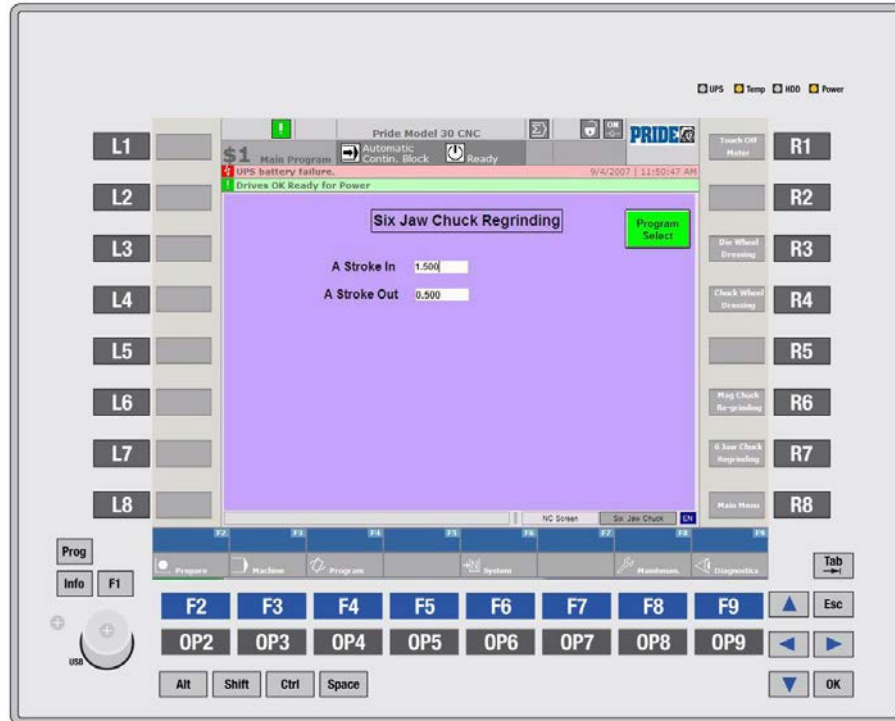 UPS Temp HDD Power
Pride Model 30 CNC
PRIDE
$1 Main Program
Automatic
Contin. Block
Ready
ON
UPS battery failure. 9/4/2007 | 11:50:47 AM
Drives OK Ready for Power
Six Jaw Chuck Regrinding
Program
Select
A Stroke In 1.500
A Stroke Out 0.500
NC Screen Six Jaw Chuck EN
L1
L2
L3
L4
L5
L6
L7
L8
Touch Off
R1
R2
Die Wheel
Dressing
R3
Chuck Wheel
Dressing
R4
R5
Mag Chuck
Re-grinding
R6
6 Jaw Chuck
Regrinding
R7
Main Menu
R8
F2 F3 F4 F5 F6 F7 F8 F9
Prepare Machine Program System Maintenan. Diagnostics
Prog
Info F1
USB
F2 F3 F4 F5 F6 F7 F8 F9
OP2 OP3 OP4 OP5 OP6 OP7 OP8 OP9
Alt Shift Ctrl Space
Tab
Esc
OK